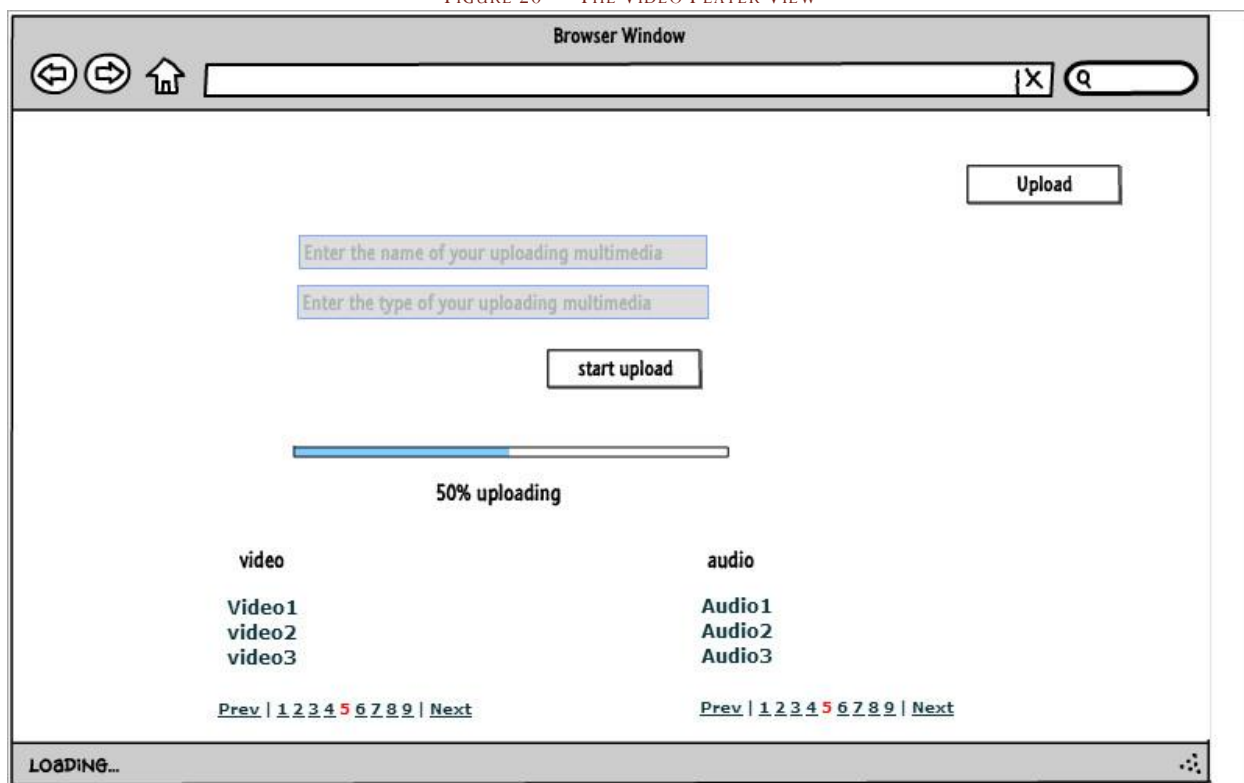 Browser Window
X
Upload
Enter the name of your uploading multimedia
Enter the type of your uploading multimedia
start upload
50% uploading
video
audio
Video1
video2
video3
Audio1
Audio2
Audio3
Prev | 1 2 3 4 5 6 7 8 9 | Next
Prev | 1 2 3 4 5 6 7 8 9 | Next
LOADING...